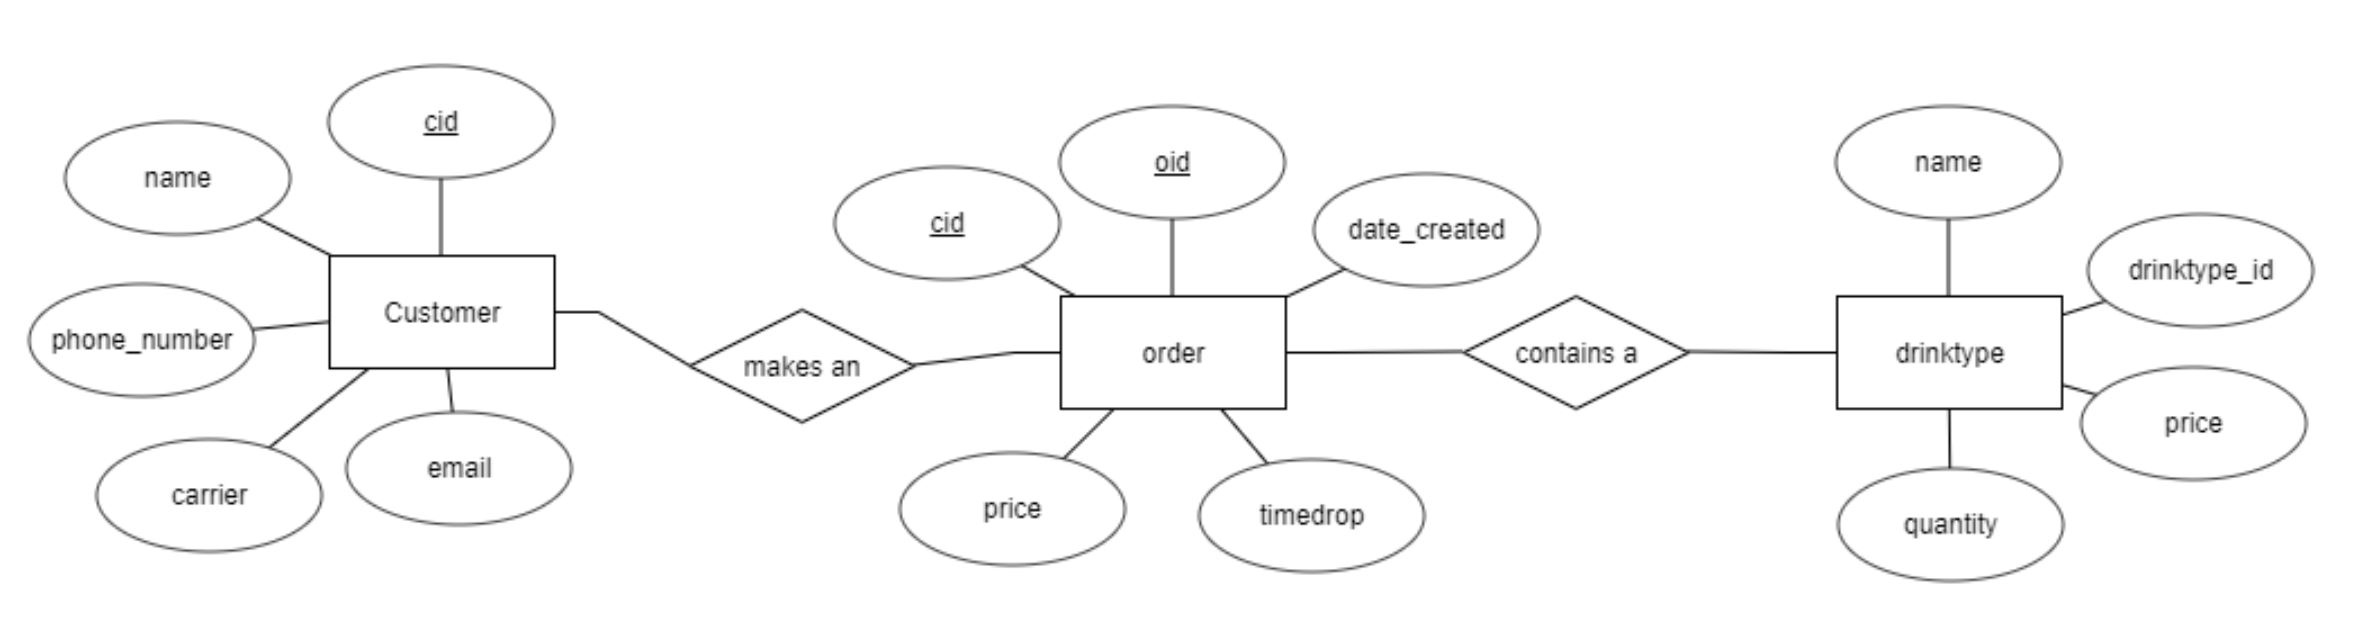 cid
name
Customer
phone_number
carrier
email
makes an
cid
oid
date_created
order
price
timedrop
contains a
name
drinktype_id
drinktype
price
quantity